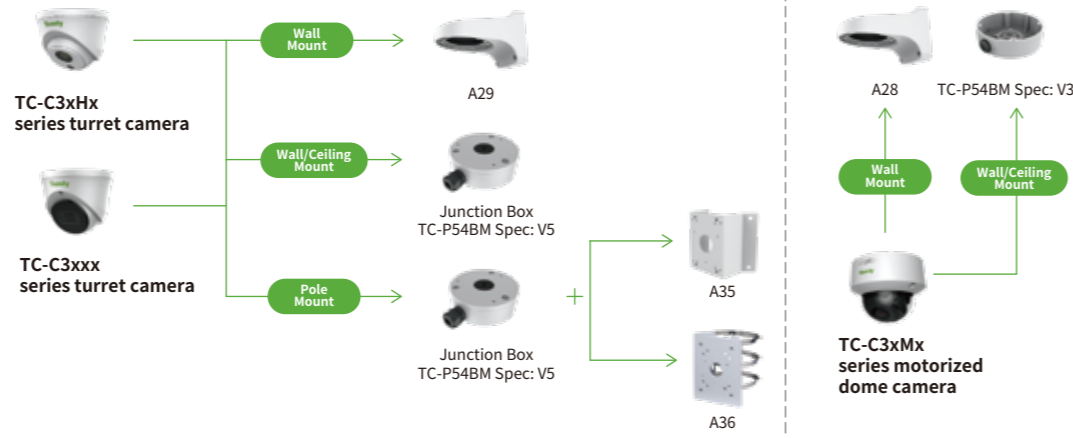 TC-C3xHx
series turret camera
TC-C3xxx
series turret camera
Wall
Mount
A29
Wall/Ceiling
Mount
Junction Box
TC-P54BM Spec: V5
Pole
Mount
Junction Box
TC-P54BM Spec: V5
+
A35
A36
A28
TC-P54BM Spec: V3
Wall
Mount
Wall/Ceiling
Mount
TC-C3xMx
series motorized
dome camera